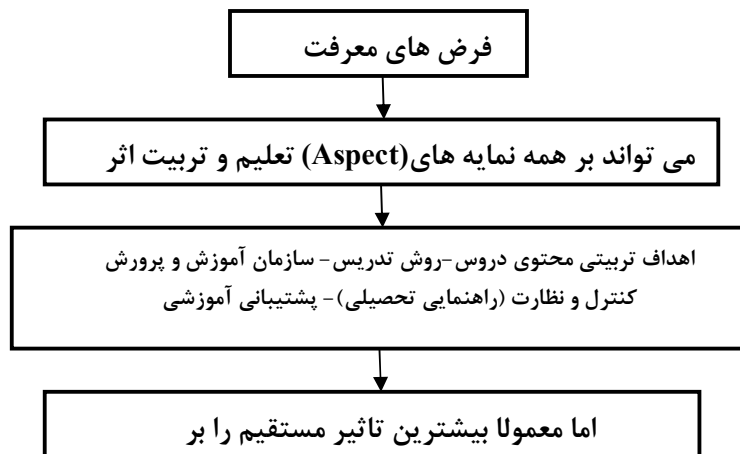 فرض های معرفت
می تواند بر همه نمایه های(Aspect) تعلیم و تربیت اثر
اهداف تربیتی محتوی دروس-روش تدریس- سازمان آموزش و پرورش
کنترل و نظارت (راهنمایی تحصیلی)- پشتیبانی آموزشی
اما معمولا بیشترین تاثیر مستقیم را بر